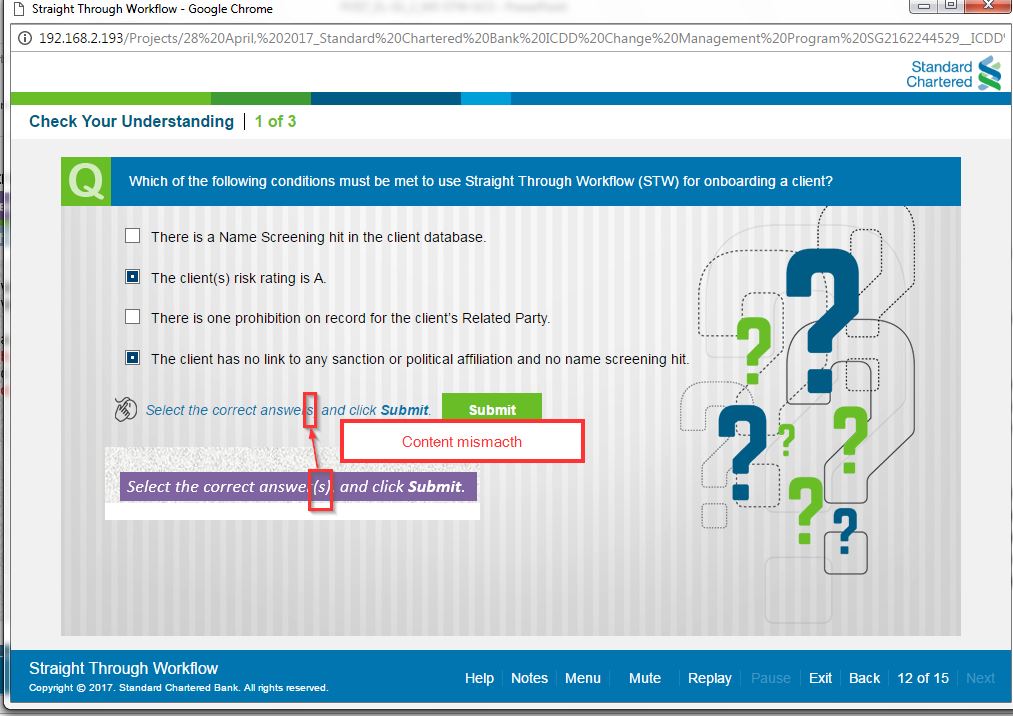 Straight Through Workflow - Google Chrome
192.168.2.193/Projects/28%20April,%202017_Standard%20Chartered%20Bank%20ICDD%20Change%20Management%20Program%20SG2162244529__ICDD
Standard
Chartered
Check Your Understanding | 1 of 3
Q Which of the following conditions must be met to use Straight Through Workflow (STW) for onboarding a client?
There is a Name Screening hit in the client database.
The client(s) risk rating is A.
There is one prohibition on record for the client's Related Party.
The client has no link to any sanction or political affiliation and no name screening hit.
Select the correct answers, and click Submit. Submit
Content mismacth
Select the correct answer(s), and click Submit.
Straight Through Workflow
Copyright © 2017. Standard Chartered Bank. All rights reserved.
Help Notes Menu Mute Replay Pause Exit Back 12 of 15 Next